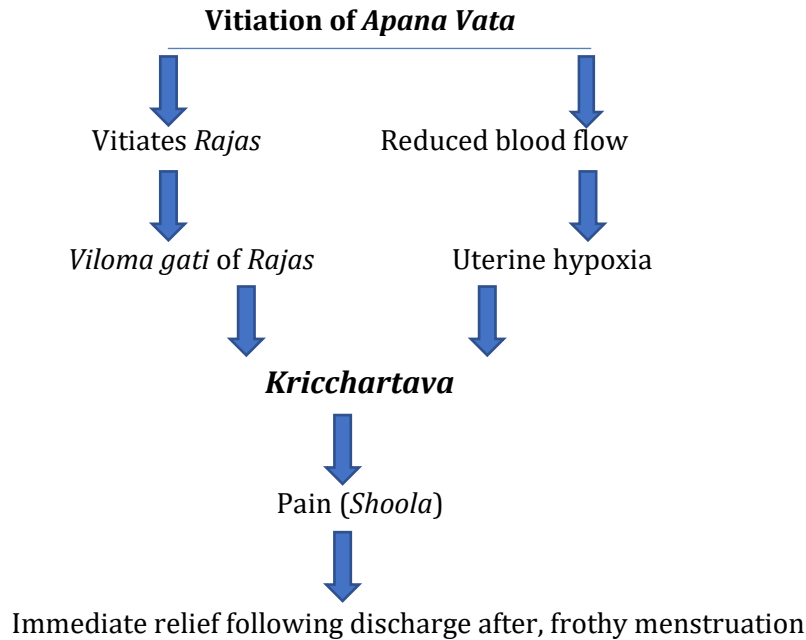 Vitiation of Apana Vata
Vitiates Rajas
Reduced blood flow
Viloma gati of Rajas
Uterine hypoxia
Kricchartava
Pain (Shoola)
Immediate relief following discharge after, frothy menstruation